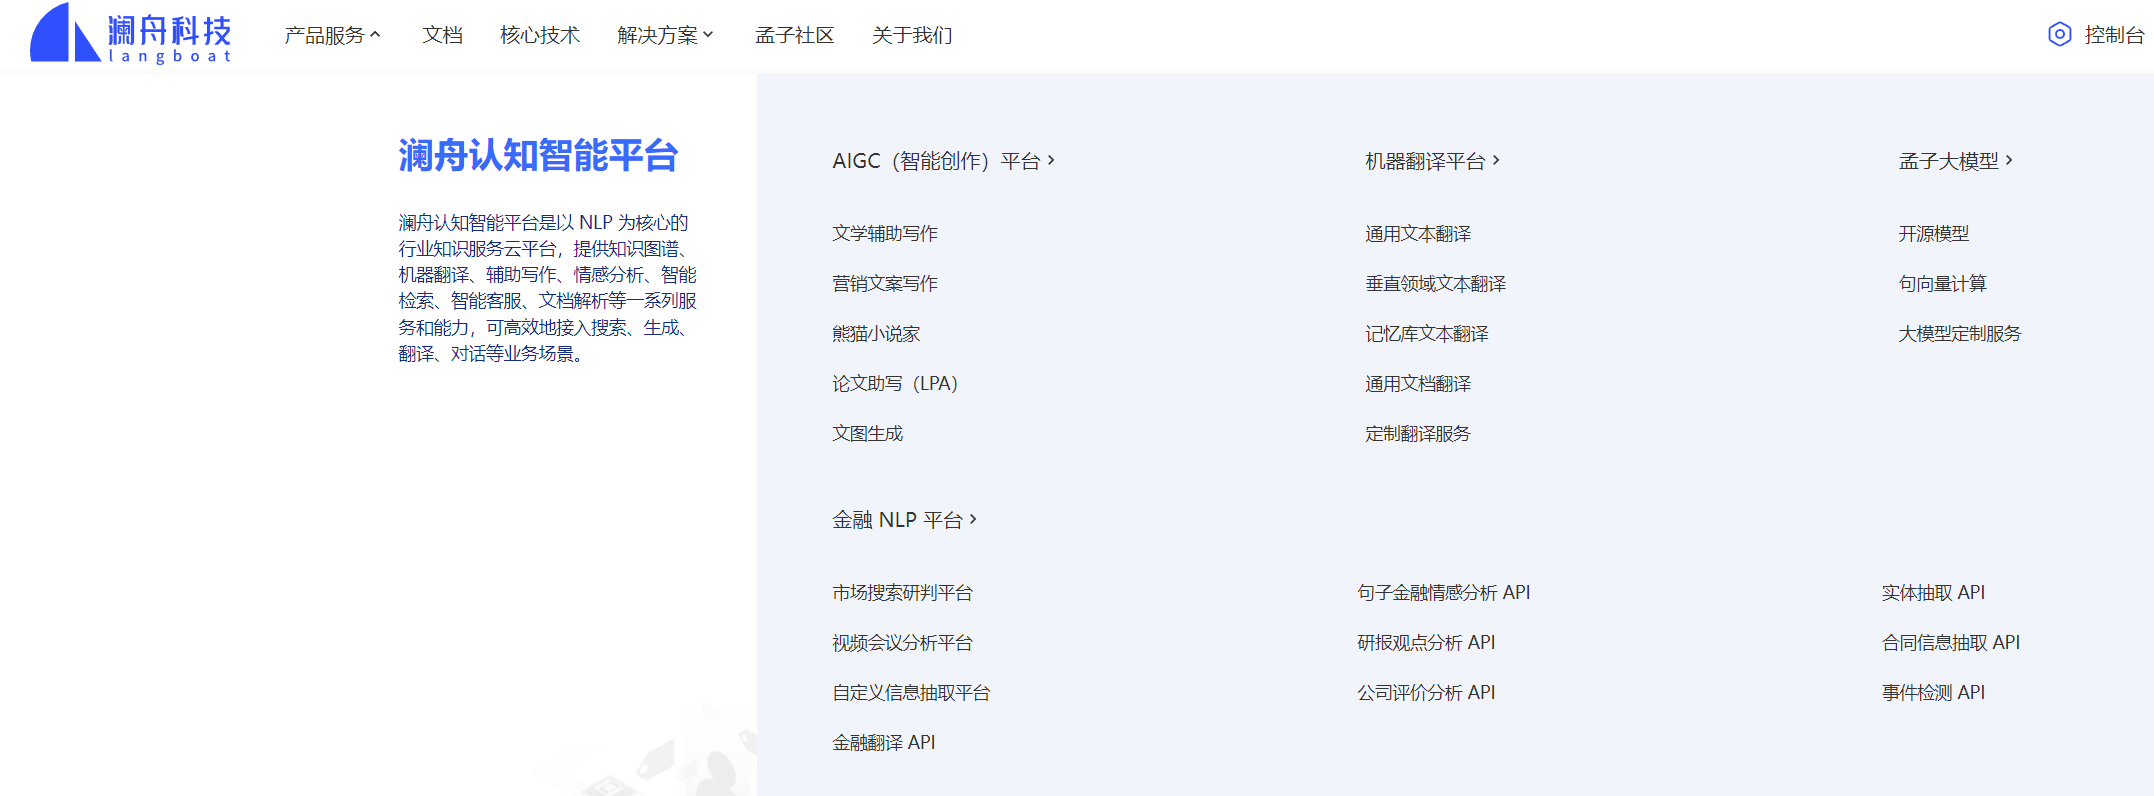 澜舟科技
langboat
产品服务
文档
核心技术
解决方案
孟子社区
关于我们
控制台
澜舟认知智能平台
澜舟认知智能平台是以 NLP 为核心的
行业知识服务云平台，提供知识图谱、
机器翻译、辅助写作、情感分析、智能
检索、智能客服、文档解析等一系列服
务和能力，可高效地接入搜索、生成、
翻译、对话等业务场景。
AIGC（智能创作）平台
文学辅助写作
营销文案写作
熊猫小说家
论文助写（LPA）
文图生成
机器翻译平台
通用文本翻译
垂直领域文本翻译
记忆库文本翻译
通用文档翻译
定制翻译服务
孟子大模型
开源模型
句向量计算
大模型定制服务
金融 NLP 平台
市场搜索研判平台
视频会议分析平台
自定义信息抽取平台
金融翻译 API
句子金融情感分析 API
研报观点分析 API
公司评价分析 API
实体抽取 API
合同信息抽取 API
事件检测 API